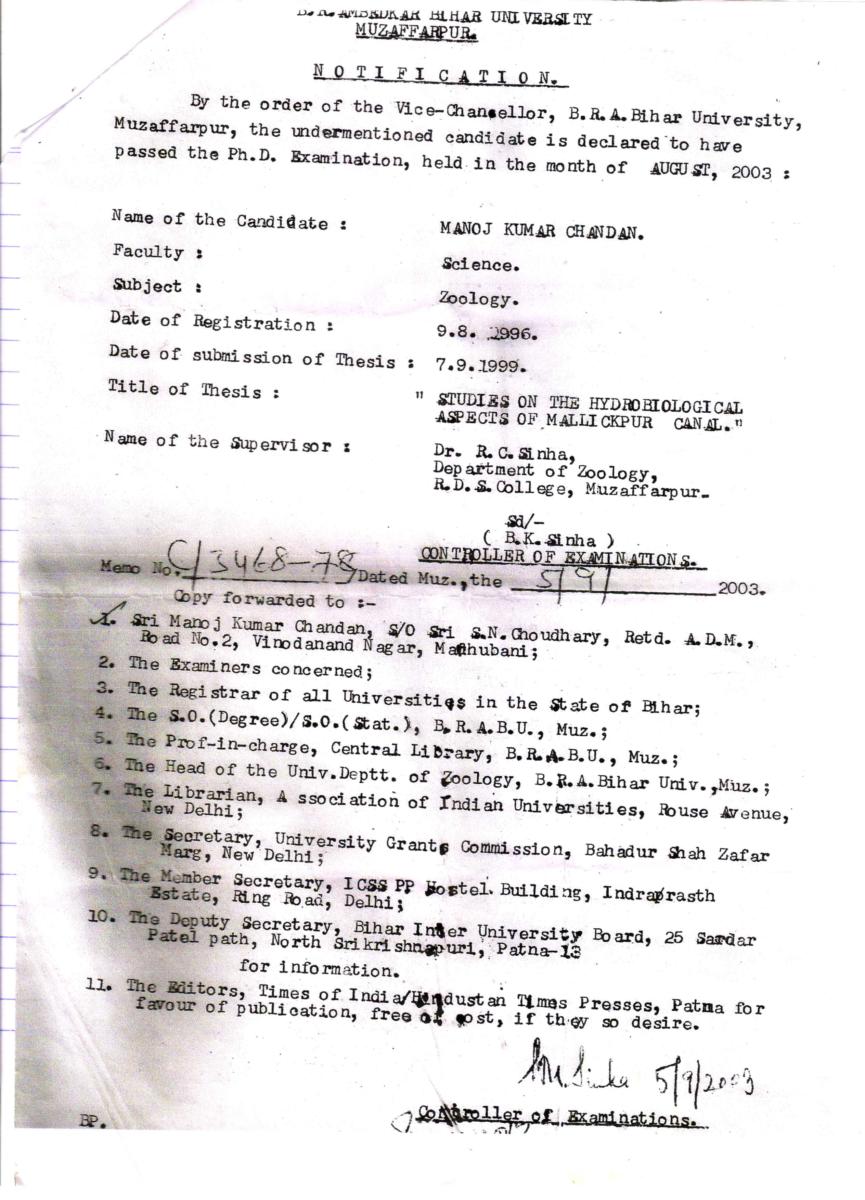 B.R. AMBEDKAR BIHAR UNIVERSITY
MUZAFFARPUR.
NOTIFICATION.
By the order of the Vice-Chancellor, B.R.A.Bihar University,
Muzaffarpur, the undermentioned candidate is declared to have
passed the Ph.D. Examination, held in the month of AUGUST, 2003 :
Name of the Candidate : MANOJ KUMAR CHANDAN.
Faculty : Science.
Subject : Zoology.
Date of Registration : 9.8. 1996.
Date of submission of Thesis : 7.9.1999.
Title of Thesis : " STUDIES ON THE HYDROBIOLOGICAL
ASPECTS OF MALLICKPUR CANAL."
Name of the Supervisor : Dr. R.C.Sinha,
Department of Zoology,
R.D.S.College, Muzaffarpur.
Sd/-
( B.K.Sinha )
CONTROLLER OF EXAMINATIONS.
Memo No. C/3468-78 Dated Muz.,the 5/9/ 2003.
Copy forwarded to :-
1. Sri Manoj Kumar Chandan, S/O Sri S.N.Choudhary, Retd. A.D.M.,
Road No.2, Vinodanand Nagar, Madhubani;
2. The Examiners concerned;
3. The Registrar of all Universities in the State of Bihar;
4. The S.O.(Degree)/S.O.(Stat.), B.R.A.B.U., Muz.;
5. The Prof-in-charge, Central Library, B.R.A.B.U., Muz.;
6. The Head of the Univ.Deptt. of Zoology, B.R.A.Bihar Univ.,Muz.;
7. The Librarian, A ssociation of Indian Universities, Rouse Avenue,
New Delhi;
8. The Secretary, University Grants Commission, Bahadur Shah Zafar
Marg, New Delhi;
9. The Member Secretary, ICSS PP Hostel Building, Indraprasth
Estate, Ring Road, Delhi;
10. The Deputy Secretary, Bihar Inter University Board, 25 Sardar
Patel path, North Srikrishnapuri, Patna-13
for information.
11. The Editors, Times of India/Hindustan Times Presses, Patna for
favour of publication, free of cost, if they so desire.
Sinha 5/9/2003
Controller of Examinations.
BP.